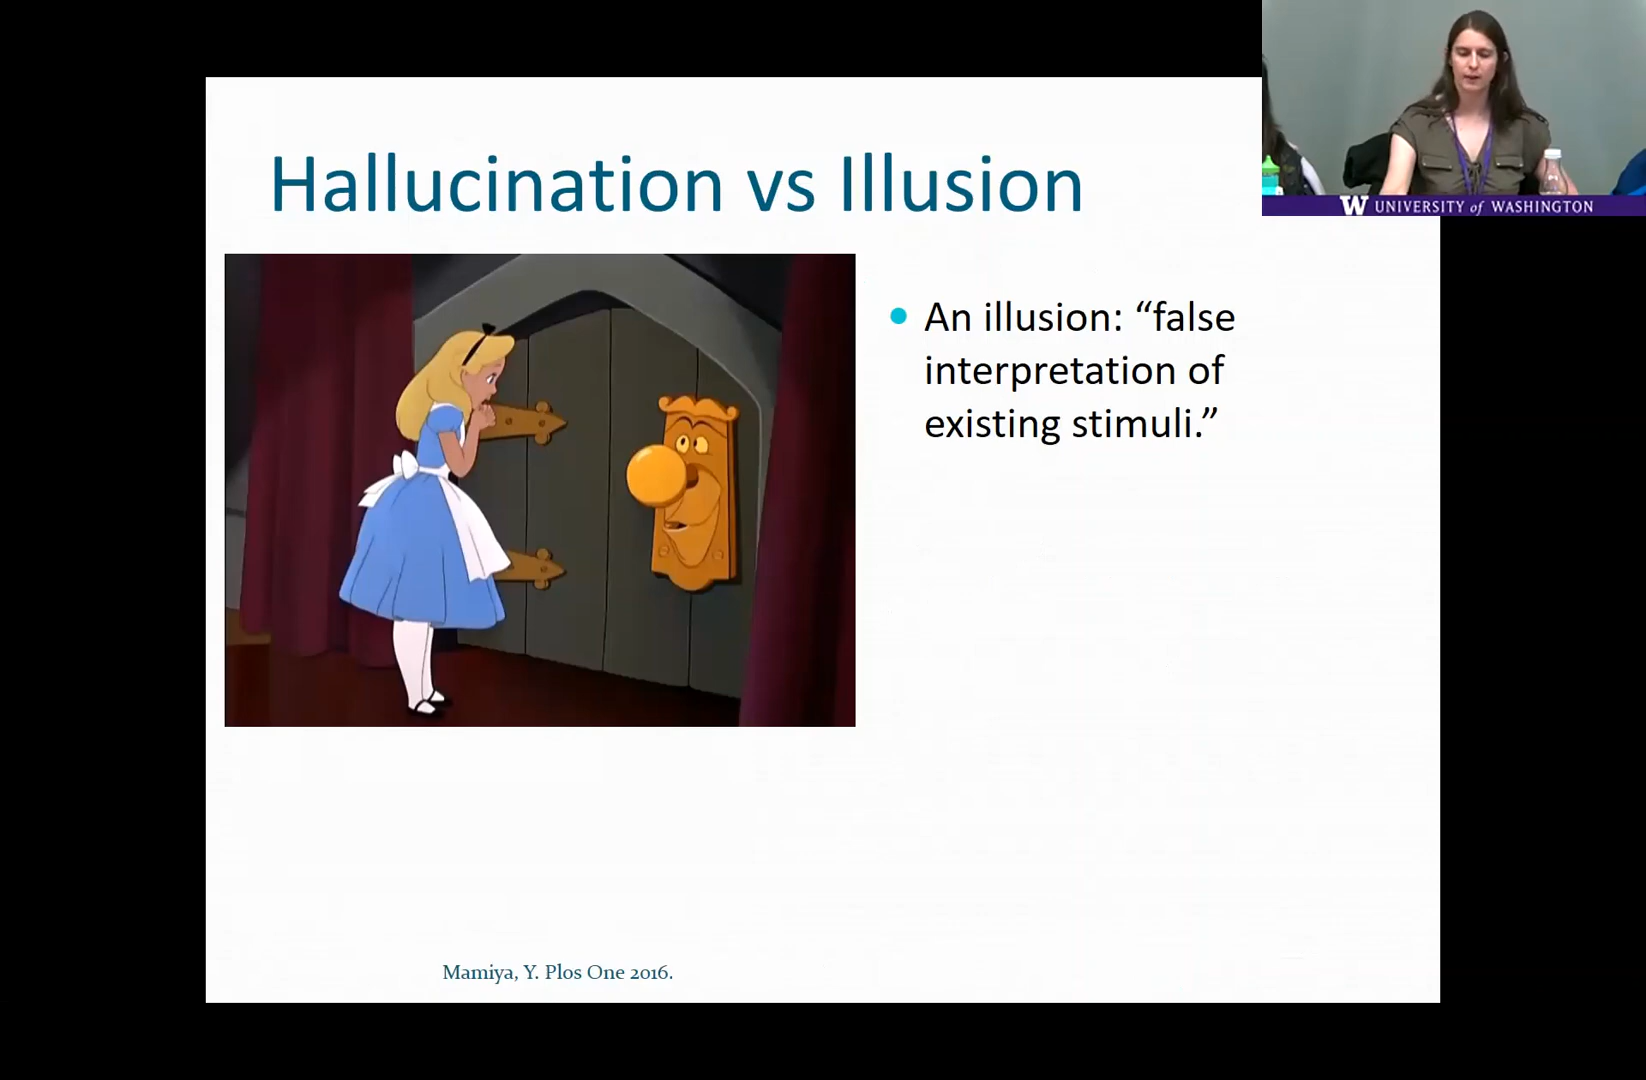 Hallucination vs Illusion
W UNIVERSITY of WASHINGTON
• An illusion: “false
interpretation of
existing stimuli.”
Mamiya, Y. Plos One 2016.